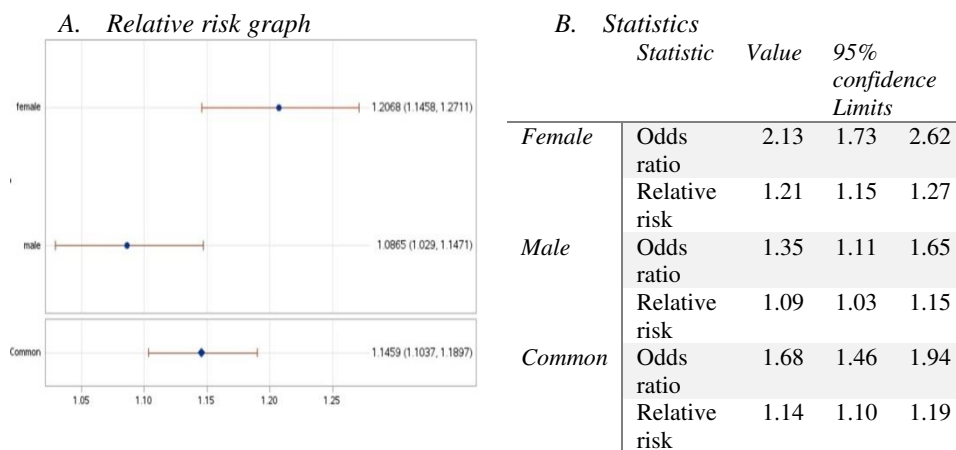 A. Relative risk graph
female
1.2068 (1.1458, 1.2711)
male
1.0865 (1.029, 1.1471)
Common
1.1459 (1.1037, 1.1897)
1.05 1.10 1.15 1.20 1.25
B. Statistics
Statistic Value 95%
confidence
Limits
Female Odds 2.13 1.73 2.62
ratio
Relative 1.21 1.15 1.27
risk
Male Odds 1.35 1.11 1.65
ratio
Relative 1.09 1.03 1.15
risk
Common Odds 1.68 1.46 1.94
ratio
Relative 1.14 1.10 1.19
risk